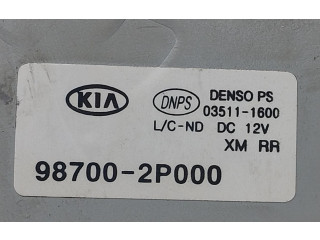 KIA DNPS DENSO PS
03511-1600
L/C-ND DC 12V
XM RR
98700-2P000